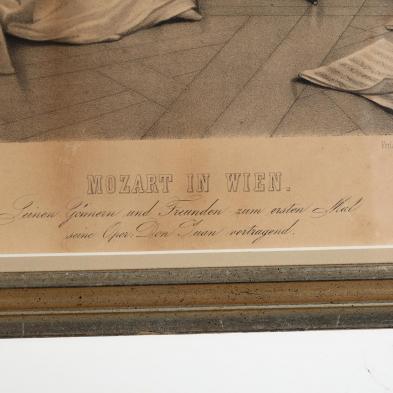 MOZART IN WIEN.
Seinen Gönnern und Freunden zum ersten Mal
seine Oper: Don Juan vortragend.